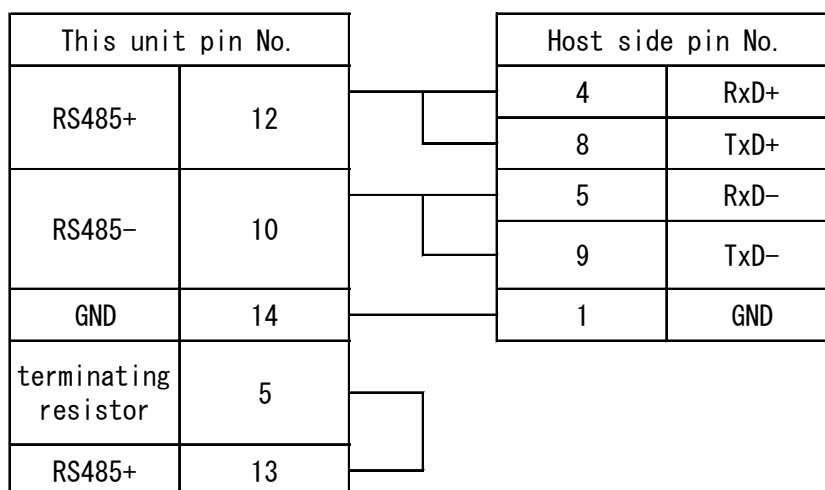 This unit pin No.
RS485+ 12
RS485- 10
GND 14
terminating
resistor 5
RS485+ 13
Host side pin No.
4 RxD+
8 TxD+
5 RxD-
9 TxD-
1 GND